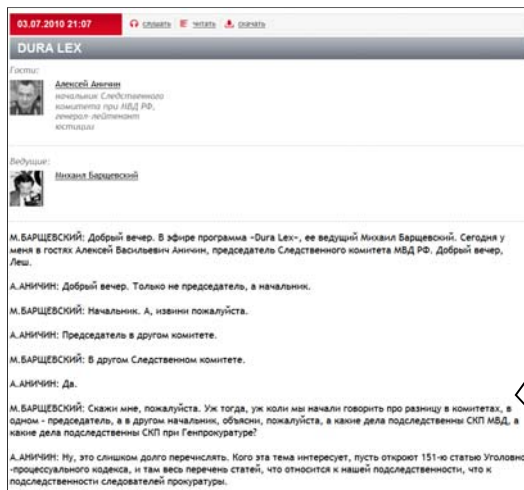 03.07.2010 21:07
слушать читать скачать
DURA LEX
Гости:
Алексей Аничин
начальник Следственного
комитета при МВД РФ,
генерал-лейтенант
юстиции
Ведущие:
Михаил Барщевский
М.БАРЩЕВСКИЙ: Добрый вечер. В эфире программа «Dura Lex», ее ведущий Михаил Барщевский. Сегодня у
меня в гостях Алексей Васильевич Аничин, председатель Следственного комитета МВД РФ. Добрый вечер,
Леш.
А.АНИЧИН: Добрый вечер. Только не председатель, а начальник.
М.БАРЩЕВСКИЙ: Начальник. А, извини пожалуйста.
А.АНИЧИН: Председатель в другом комитете.
М.БАРЩЕВСКИЙ: В другом Следственном комитете.
А.АНИЧИН: Да.
М.БАРЩЕВСКИЙ: Скажи мне, пожалуйста. Уж тогда, уж коли мы начали говорить про разницу в комитетах, в
одном - председатель, а в другом начальник, объясни, пожалуйста, а какие дела подследственны СКП МВД, а
какие дела подследственны СКП при Генпрокуратуре?
А.АНИЧИН: Ну, это слишком долго перечислять. Кого эта тема интересует, пусть откроют 151-ю статью Уголовно
-процессуального кодекса, и там весь перечень статей, что относится к нашей подследственности, что к
подследственности следователей прокуратуры.